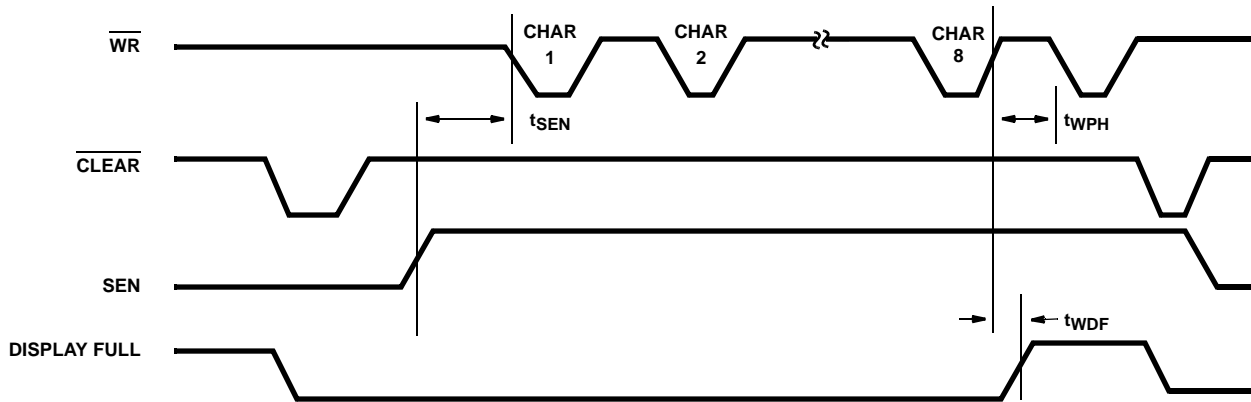 WR
CHAR
1
CHAR
2
CHAR
8
tSEN
tWPH
CLEAR
SEN
tWDF
DISPLAY FULL